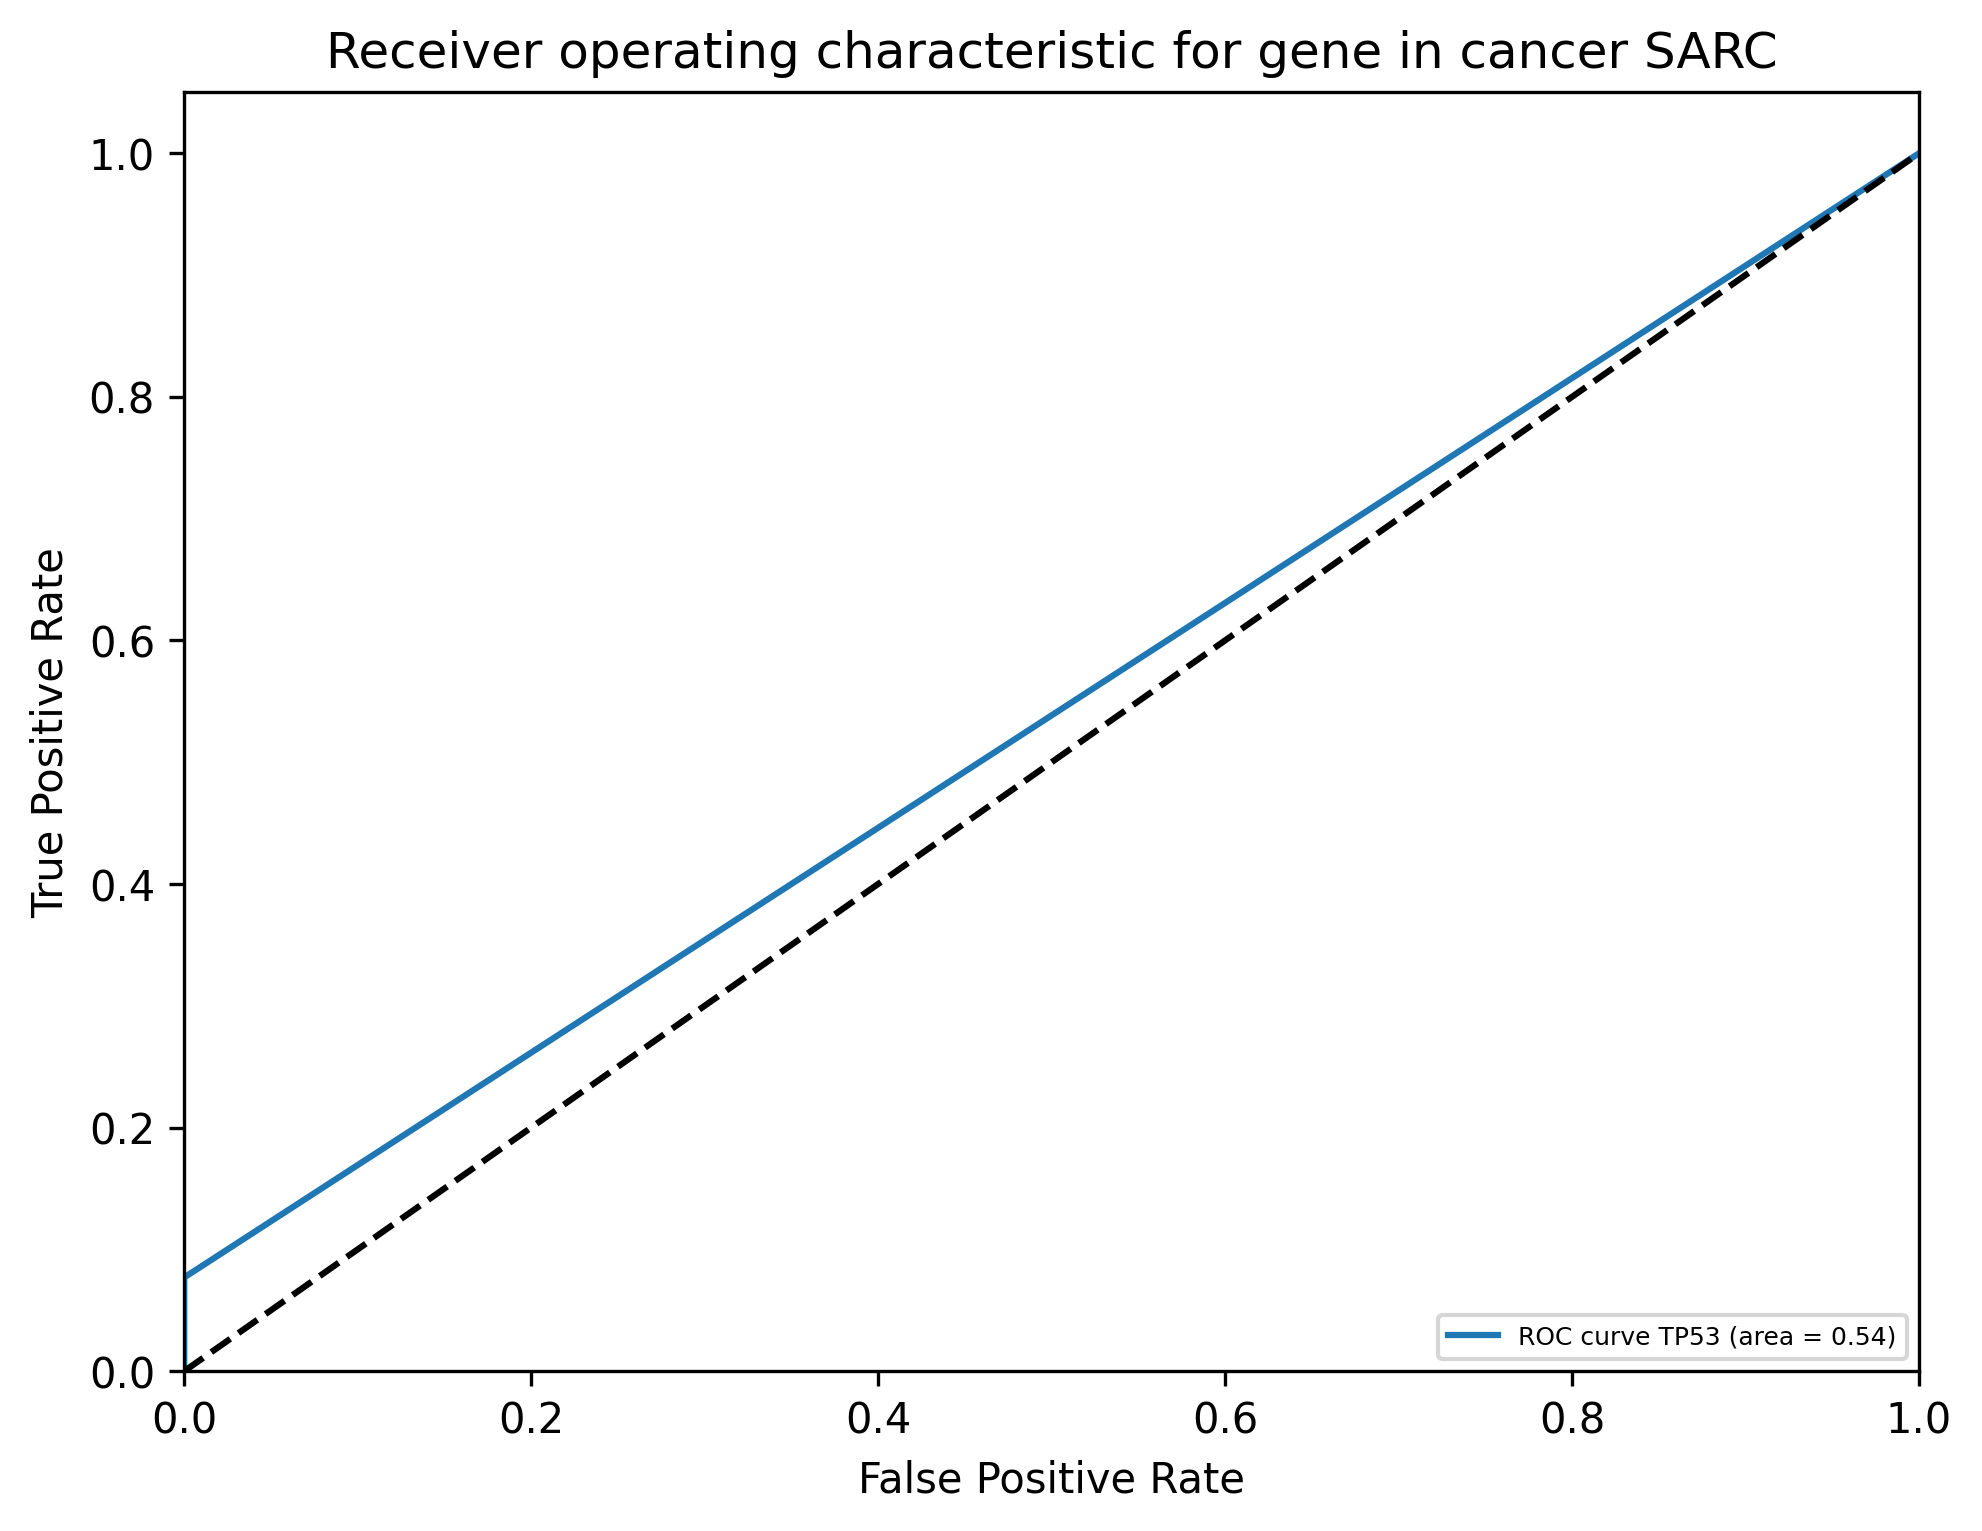 Receiver operating characteristic for gene in cancer SARC
True Positive Rate
1.0
0.8
0.6
0.4
0.2
0.0
ROC curve TP53 (area = 0.54)
0.0 0.2 0.4 0.6 0.8 1.0
False Positive Rate